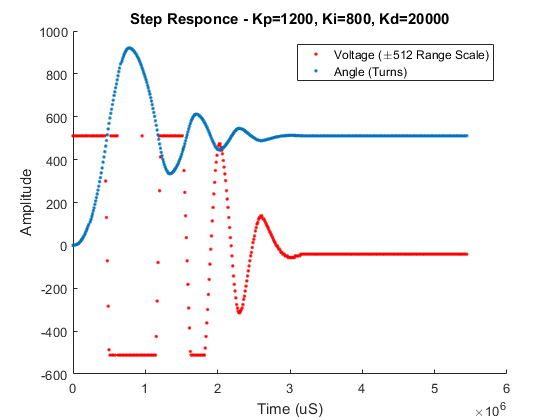 Step Responce - Kp=1200, Ki=800, Kd=20000
1000
800
600
400
200
0
-200
-400
-600
Amplitude
Voltage (±512 Range Scale)
Angle (Turns)
0 1 2 3 4 5 6
×10⁶
Time (uS)